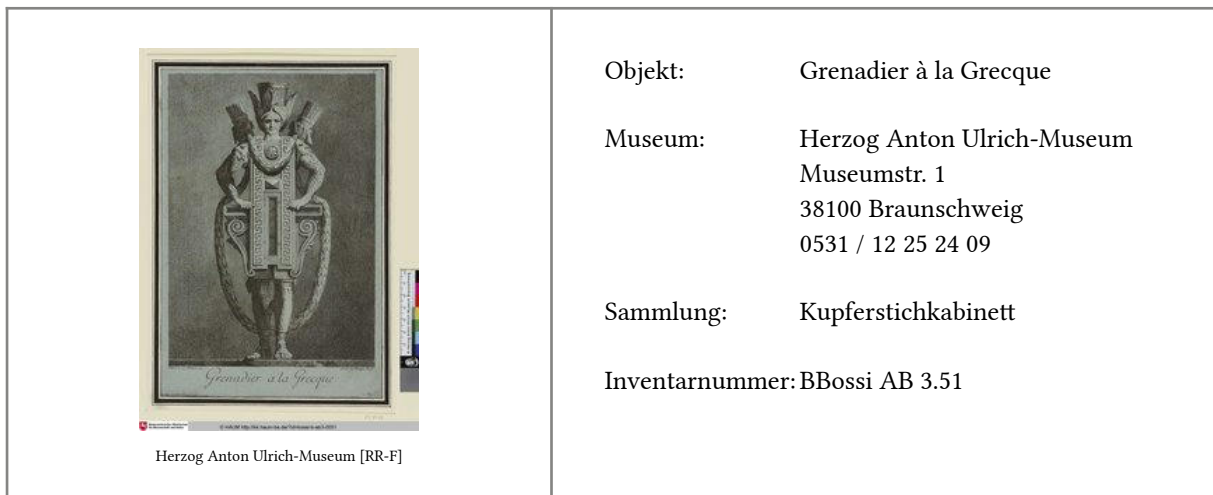 Grenadier à la Grecque
Herzog Anton Ulrich-Museum [RR-F]
Objekt: Grenadier à la Grecque
Museum: Herzog Anton Ulrich-Museum
Museumstr. 1
38100 Braunschweig
0531 / 12 25 24 09
Sammlung: Kupferstichkabinett
Inventarnummer: BBossi AB 3.51